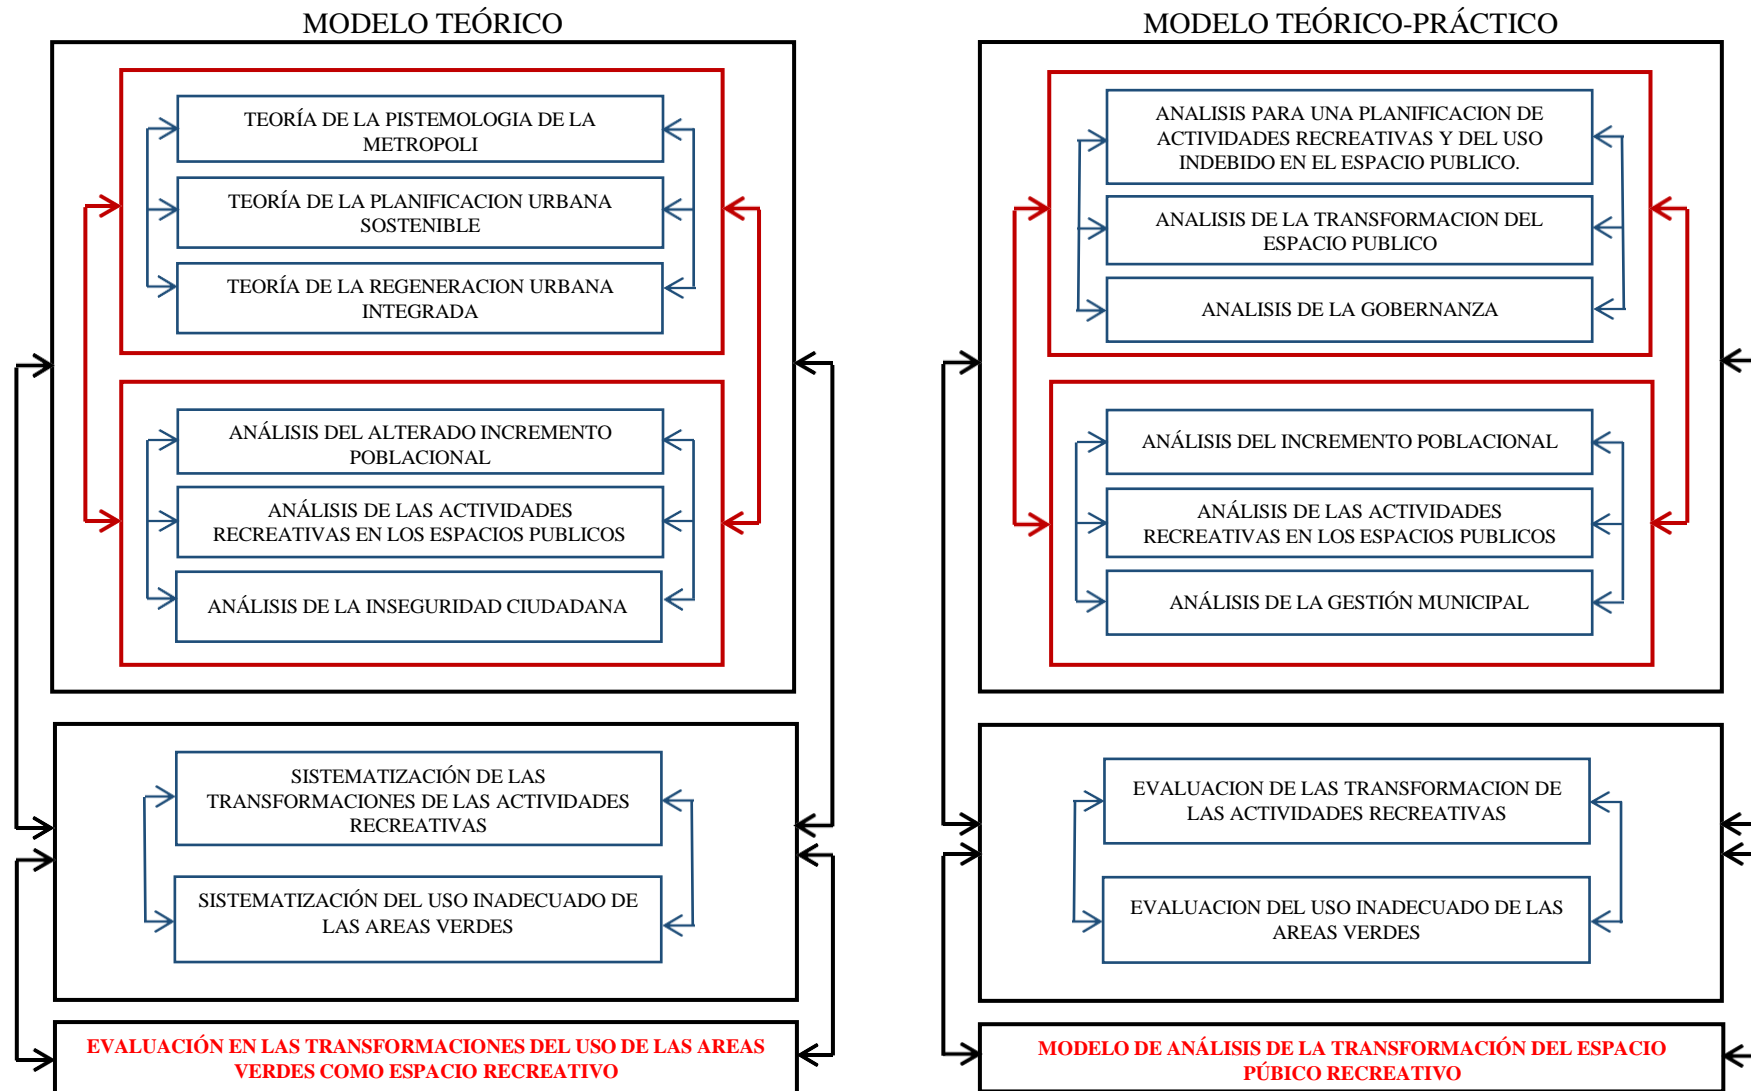 MODELO TEÓRICO
TEORÍA DE LA PISTEMOLOGIA DE LA
METROPOLI
TEORÍA DE LA PLANIFICACION URBANA
SOSTENIBLE
TEORÍA DE LA REGENERACION URBANA
INTEGRADA
ANÁLISIS DEL ALTERADO INCREMENTO
POBLACIONAL
ANÁLISIS DE LAS ACTIVIDADES
RECREATIVAS EN LOS ESPACIOS PUBLICOS
ANÁLISIS DE LA INSEGURIDAD CIUDADANA
SISTEMATIZACIÓN DE LAS
TRANSFORMACIONES DE LAS ACTIVIDADES
RECREATIVAS
SISTEMATIZACIÓN DEL USO INADECUADO DE
LAS AREAS VERDES
EVALUACIÓN EN LAS TRANSFORMACIONES DEL USO DE LAS AREAS
VERDES COMO ESPACIO RECREATIVO
MODELO TEÓRICO-PRÁCTICO
ANALISIS PARA UNA PLANIFICACION DE
ACTIVIDADES RECREATIVAS Y DEL USO
INDEBIDO EN EL ESPACIO PUBLICO.
ANALISIS DE LA TRANSFORMACION DEL
ESPACIO PUBLICO
ANALISIS DE LA GOBERNANZA
ANÁLISIS DEL INCREMENTO POBLACIONAL
ANÁLISIS DE LAS ACTIVIDADES
RECREATIVAS EN LOS ESPACIOS PUBLICOS
ANÁLISIS DE LA GESTIÓN MUNICIPAL
EVALUACION DE LAS TRANSFORMACION DE
LAS ACTIVIDADES RECREATIVAS
EVALUACION DEL USO INADECUADO DE LAS
AREAS VERDES
MODELO DE ANÁLISIS DE LA TRANSFORMACIÓN DEL ESPACIO
PÚBICO RECREATIVO